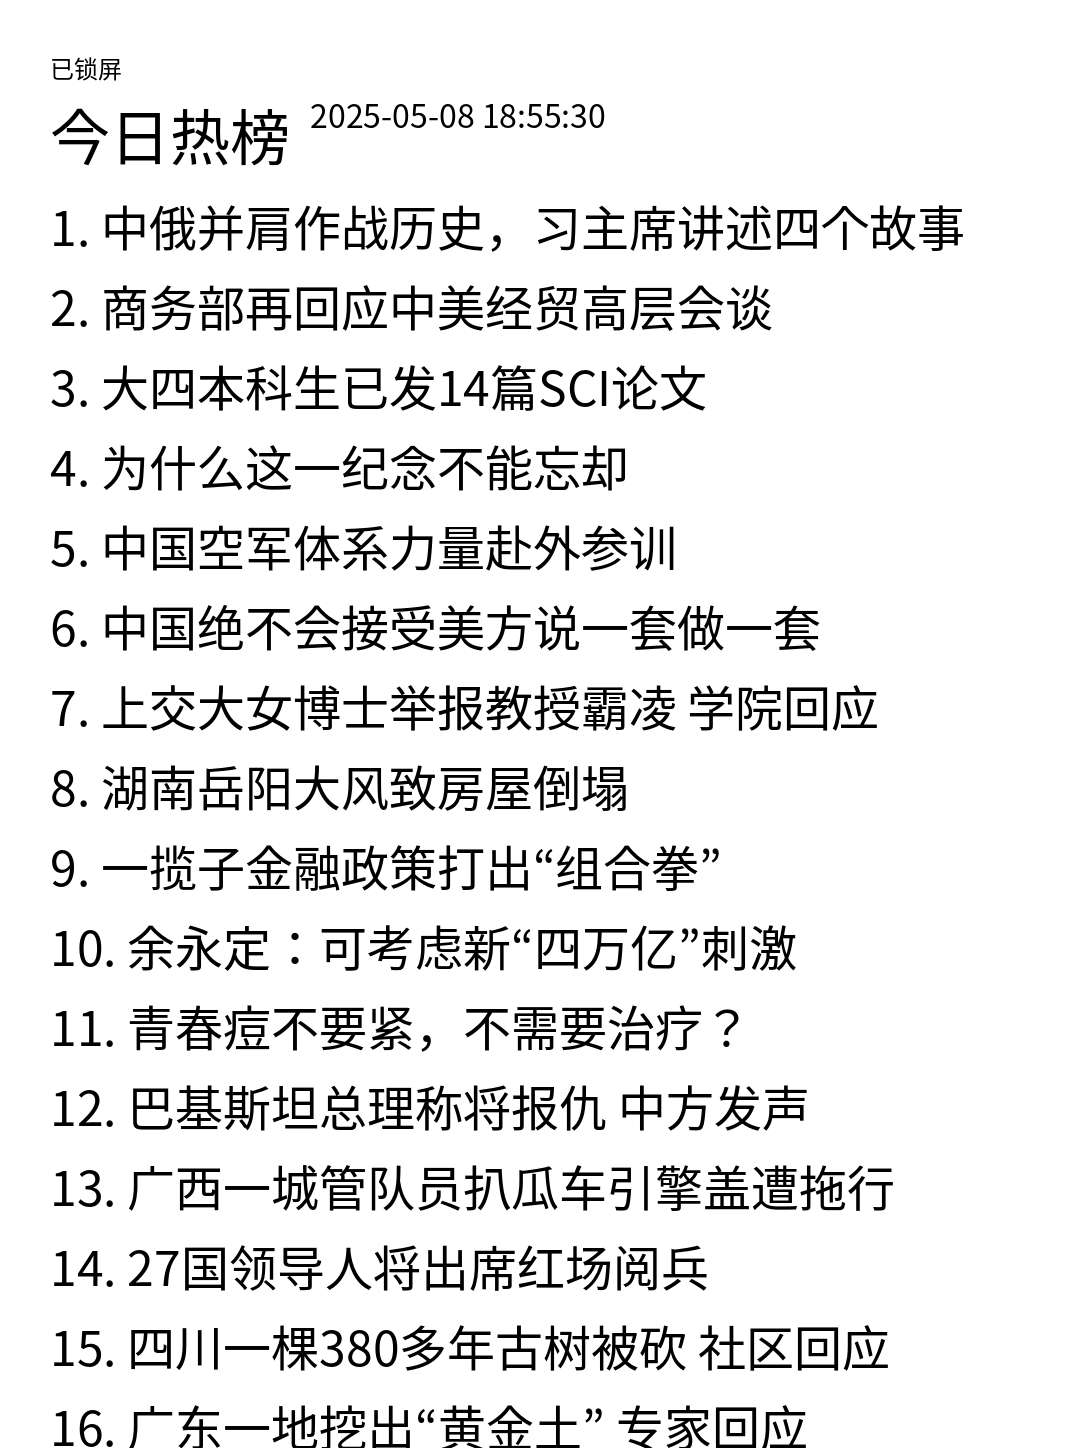 已锁屏
今日热榜 2025-05-08 18:55:30
1. 中俄并肩作战历史，习主席讲述四个故事
2. 商务部再回应中美经贸高层会谈
3. 大四本科生已发14篇SCI论文
4. 为什么这一纪念不能忘却
5. 中国空军体系力量赴外参训
6. 中国绝不会接受美方说一套做一套
7. 上交大女博士举报教授霸凌 学院回应
8. 湖南岳阳大风致房屋倒塌
9. 一揽子金融政策打出“组合拳”
10. 余永定：可考虑新“四万亿”刺激
11. 青春痘不要紧，不需要治疗？
12. 巴基斯坦总理称将报仇 中方发声
13. 广西一城管队员扒瓜车引擎盖遭拖行
14. 27国领导人将出席红场阅兵
15. 四川一棵380多年古树被砍 社区回应
16. 广东一地挖出“黄金土” 专家回应